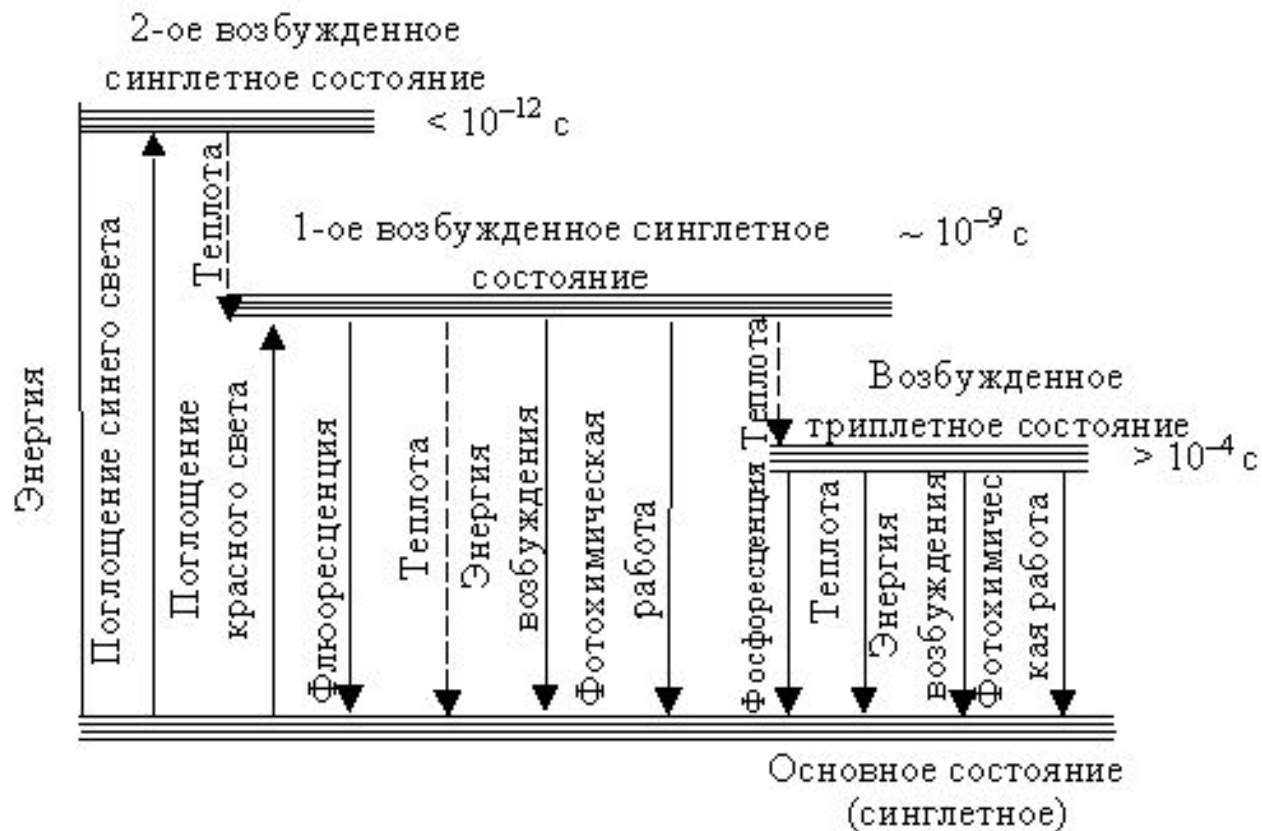 2-ое возбужденное
синглетное состояние
< 10⁻¹² с
1-ое возбужденное синглетное
состояние
~ 10⁻⁹ с
Возбужденное
триплетное состояние
> 10⁻⁴ с
Энергия
Поглощение синего света
Теплота
Поглощение
красного света
Флюоресценция
Теплота
Энергия
возбуждения
Фотохимическая
работа
Теплота
Фосфоресценция
Теплота
Энергия
возбуждения
Фотохимичес
кая работа
Основное состояние
(синглетное)